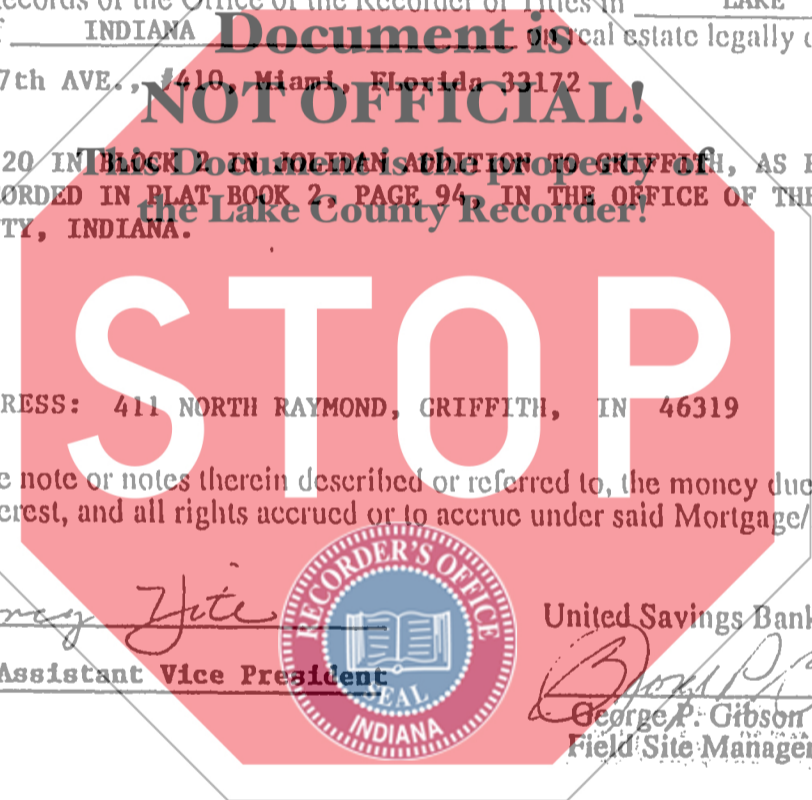 ecords of the Office of the Recorder of Titles in LAKE
INDIANA on real estate legally d
Document is
7th AVE., #410, Miami, FLorida 33172
NOT OFFICIAL!
20 IN BLOCK 2 IN JOLIDAN ADDITION TO GRIFFITH, AS
This Document is the property of
ORDED IN PLAT BOOK 2, PAGE 94, IN THE OFFICE OF THE
the Lake County Recorder!
TY, INDIANA.
STOP
RESS: 411 NORTH RAYMOND, GRIFFITH, IN 46319
e note or notes therein described or referred to, the money due
erest, and all rights accrued or to accrue under said Mortgage/
RECORDER'S OFFICE
SEAL
INDIANA
United Savings Bank
Assistant Vice President
George P. Gibson
Field Site Manager